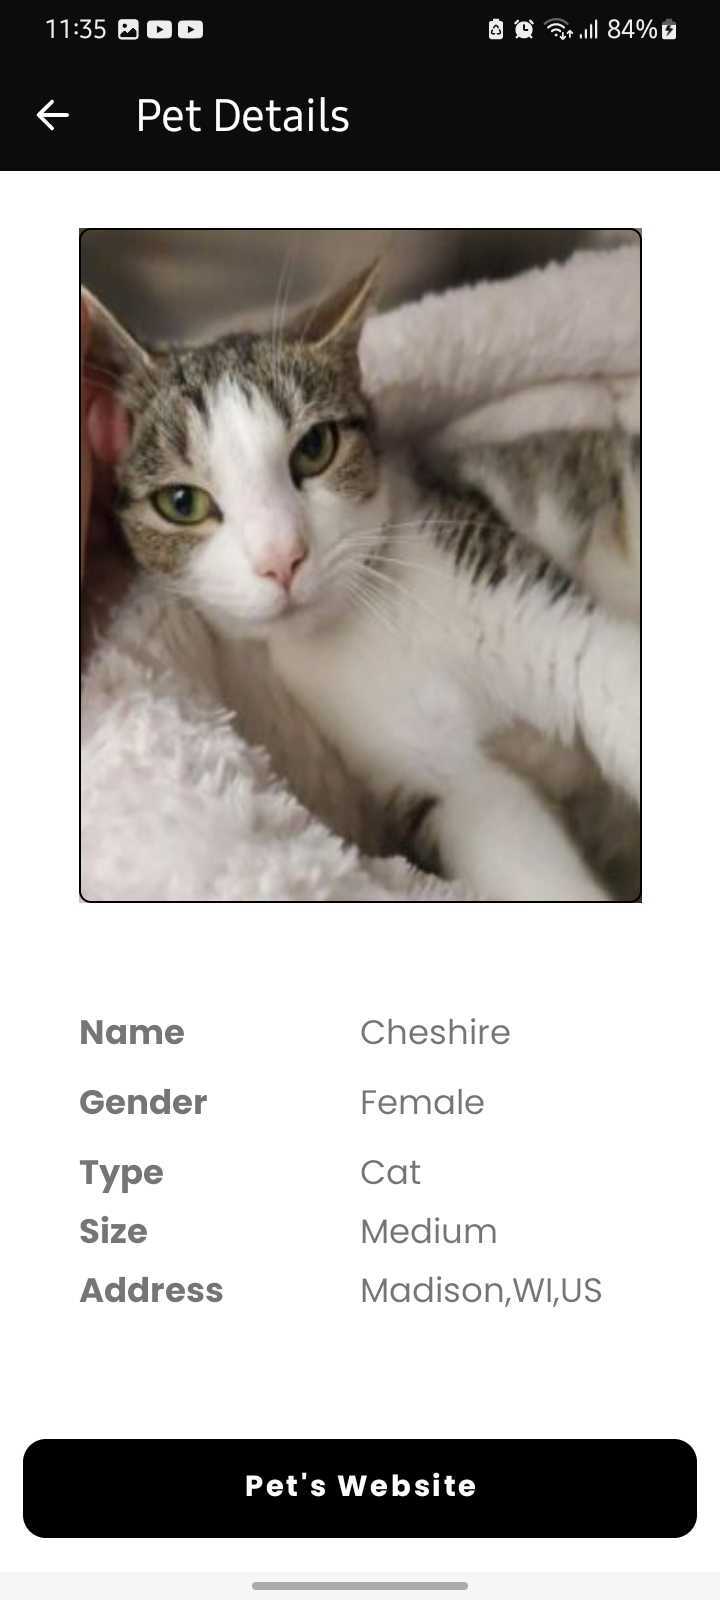 11:35 84%
Pet Details
Name Cheshire
Gender Female
Type Cat
Size Medium
Address Madison,WI,US
Pet's Website